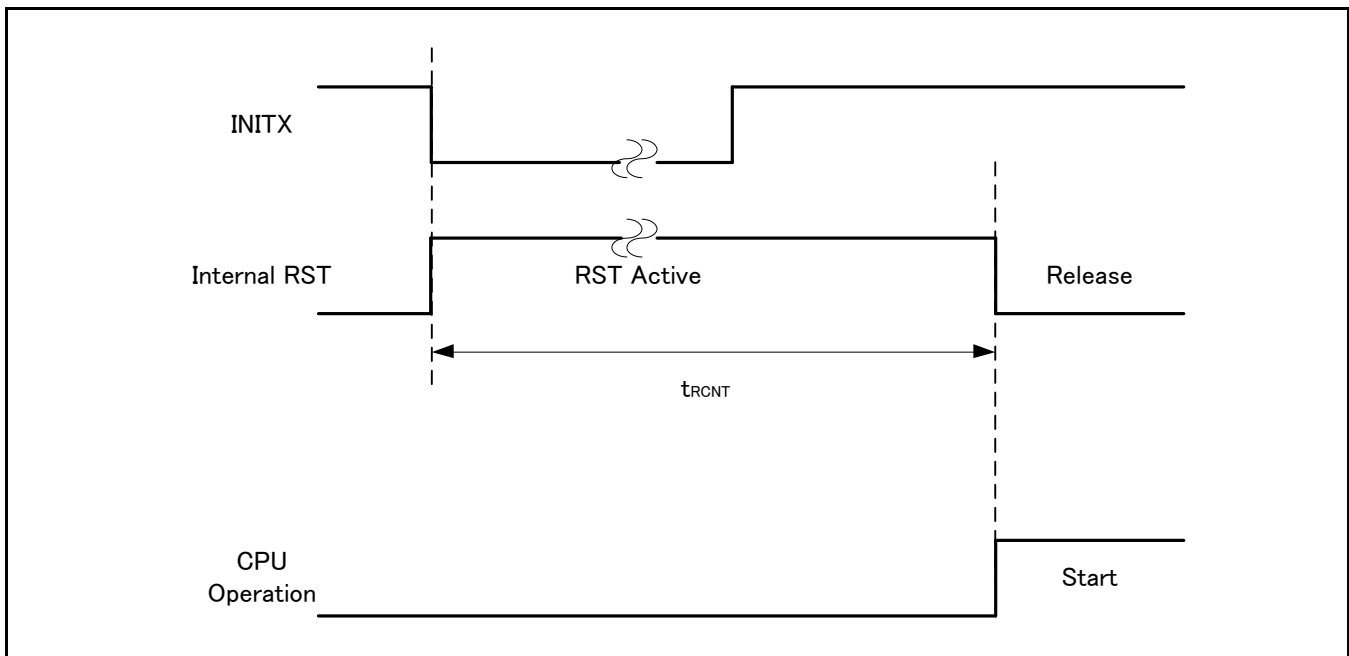 INITX
Internal RST
RST Active
Release
tRCNT
CPU
Operation
Start